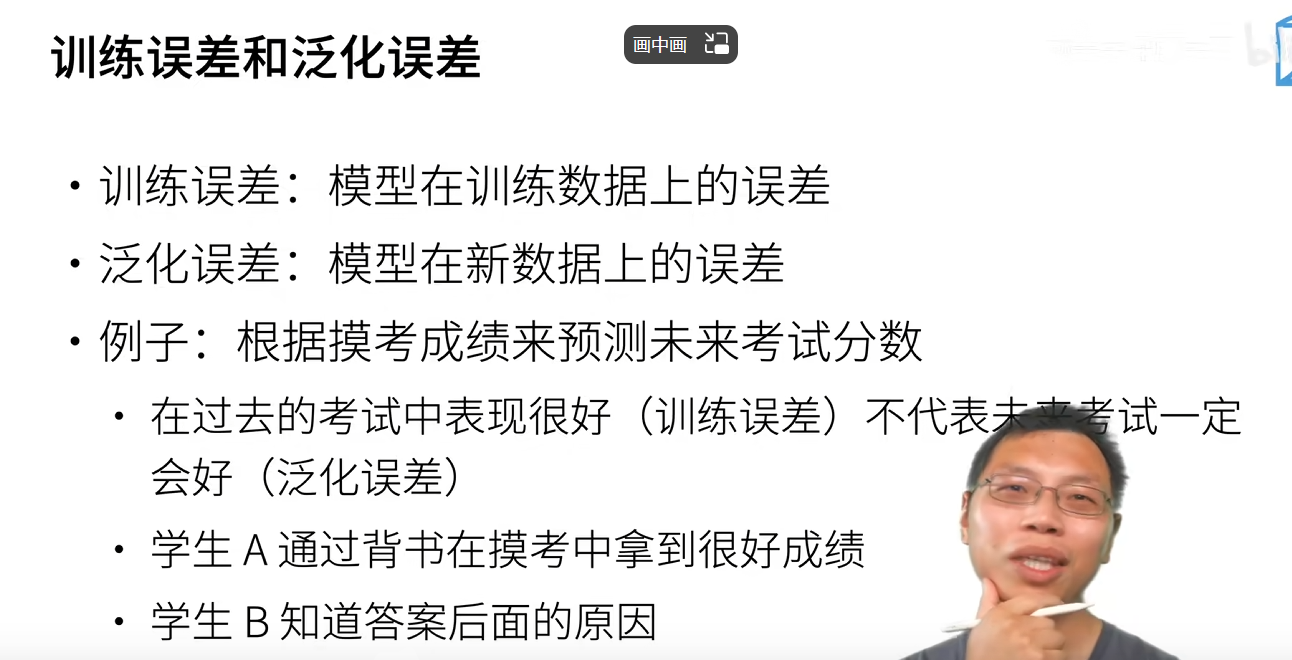 训练误差和泛化误差
画中画
• 训练误差：模型在训练数据上的误差
• 泛化误差：模型在新数据上的误差
• 例子：根据摸考成绩来预测未来考试分数
• 在过去的考试中表现很好（训练误差）不代表未来考试一定
会好（泛化误差）
• 学生 A 通过背书在摸考中拿到很好成绩
• 学生 B 知道答案后面的原因